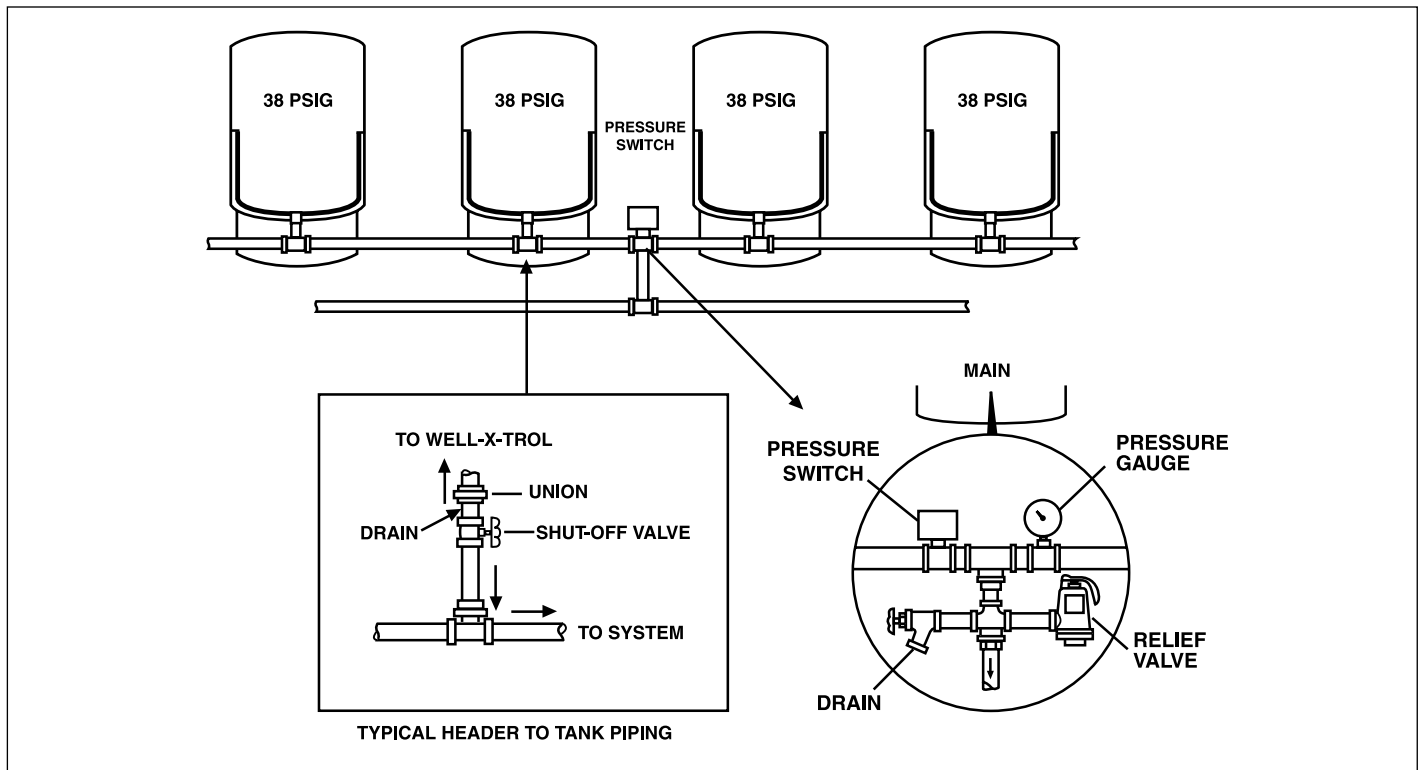 38 PSIG
38 PSIG
38 PSIG
38 PSIG
PRESSURE
SWITCH
TO WELL-X-TROL
UNION
DRAIN
SHUT-OFF VALVE
TO SYSTEM
TYPICAL HEADER TO TANK PIPING
MAIN
PRESSURE
SWITCH
PRESSURE
GAUGE
RELIEF
VALVE
DRAIN